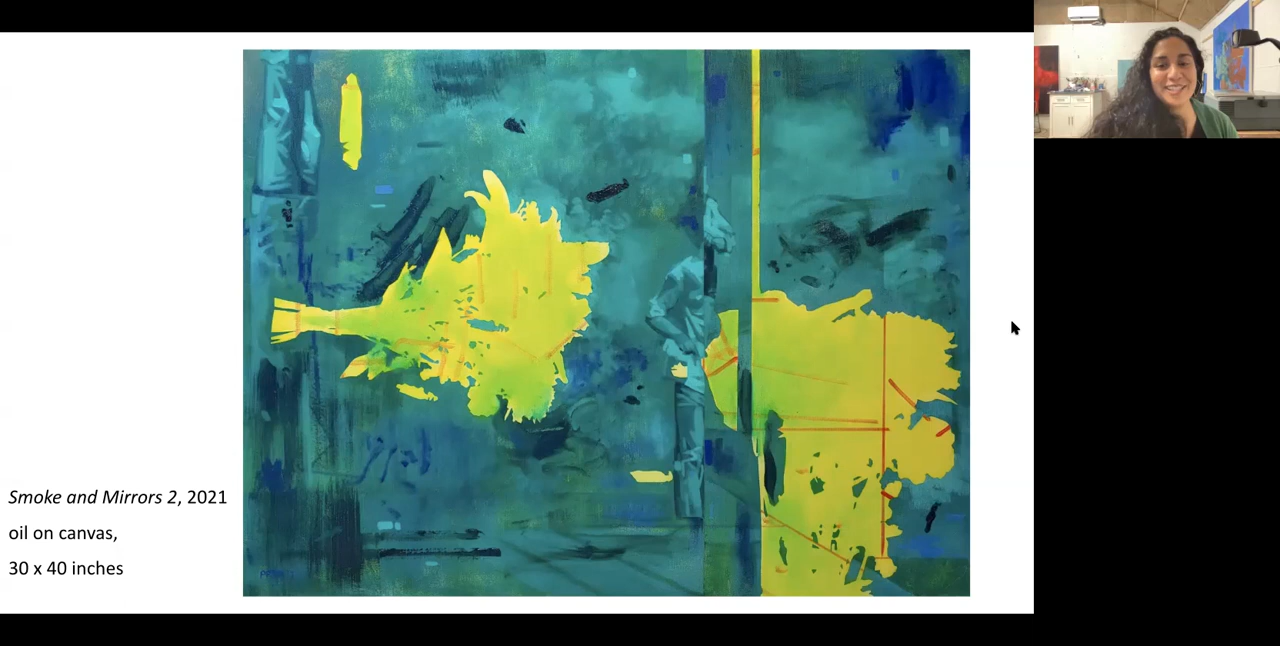 Smoke and Mirrors 2, 2021
oil on canvas,
30 x 40 inches